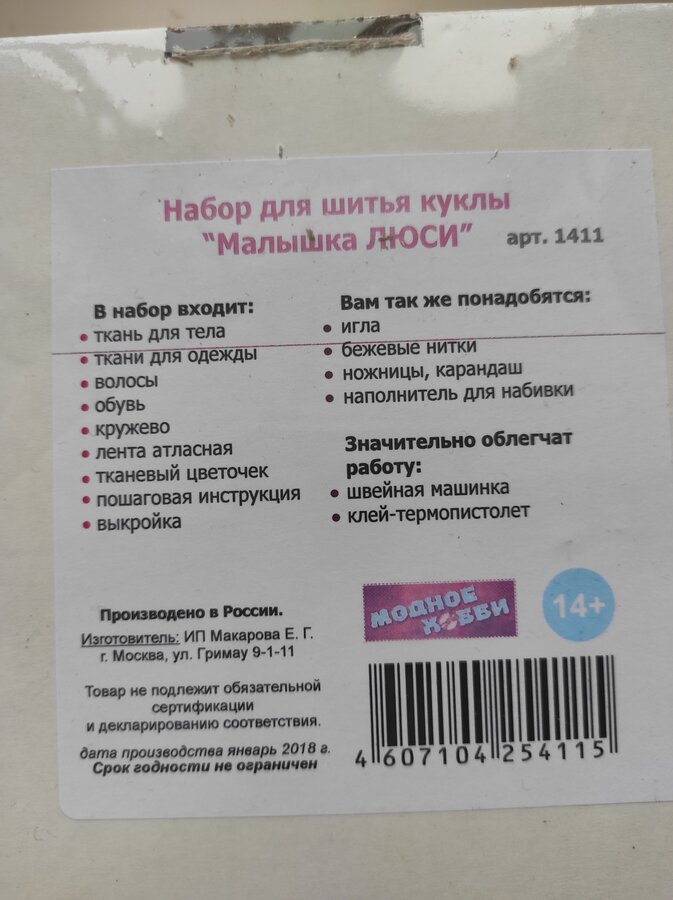 Набор для шитья куклы
“Малышка ЛЮСИ”
арт. 1411
В набор входит:
• ткань для тела
• ткани для одежды
• волосы
• обувь
• кружево
• лента атласная
• тканевый цветочек
• пошаговая инструкция
• выкройка
Вам так же понадобятся:
• игла
• бежевые нитки
• ножницы, карандаш
• наполнитель для набивки
Значительно облегчат
работу:
• швейная машинка
• клей-термопистолет
Произведено в России.
Изготовитель: ИП Макарова Е. Г.
г. Москва, ул. Гримау 9-1-11
Товар не подлежит обязательной
сертификации
и декларированию соответствия.
дата производства январь 2018 г.
Срок годности не ограничен
МОДНОЕ
ХОББИ
14+
4 607104 254115